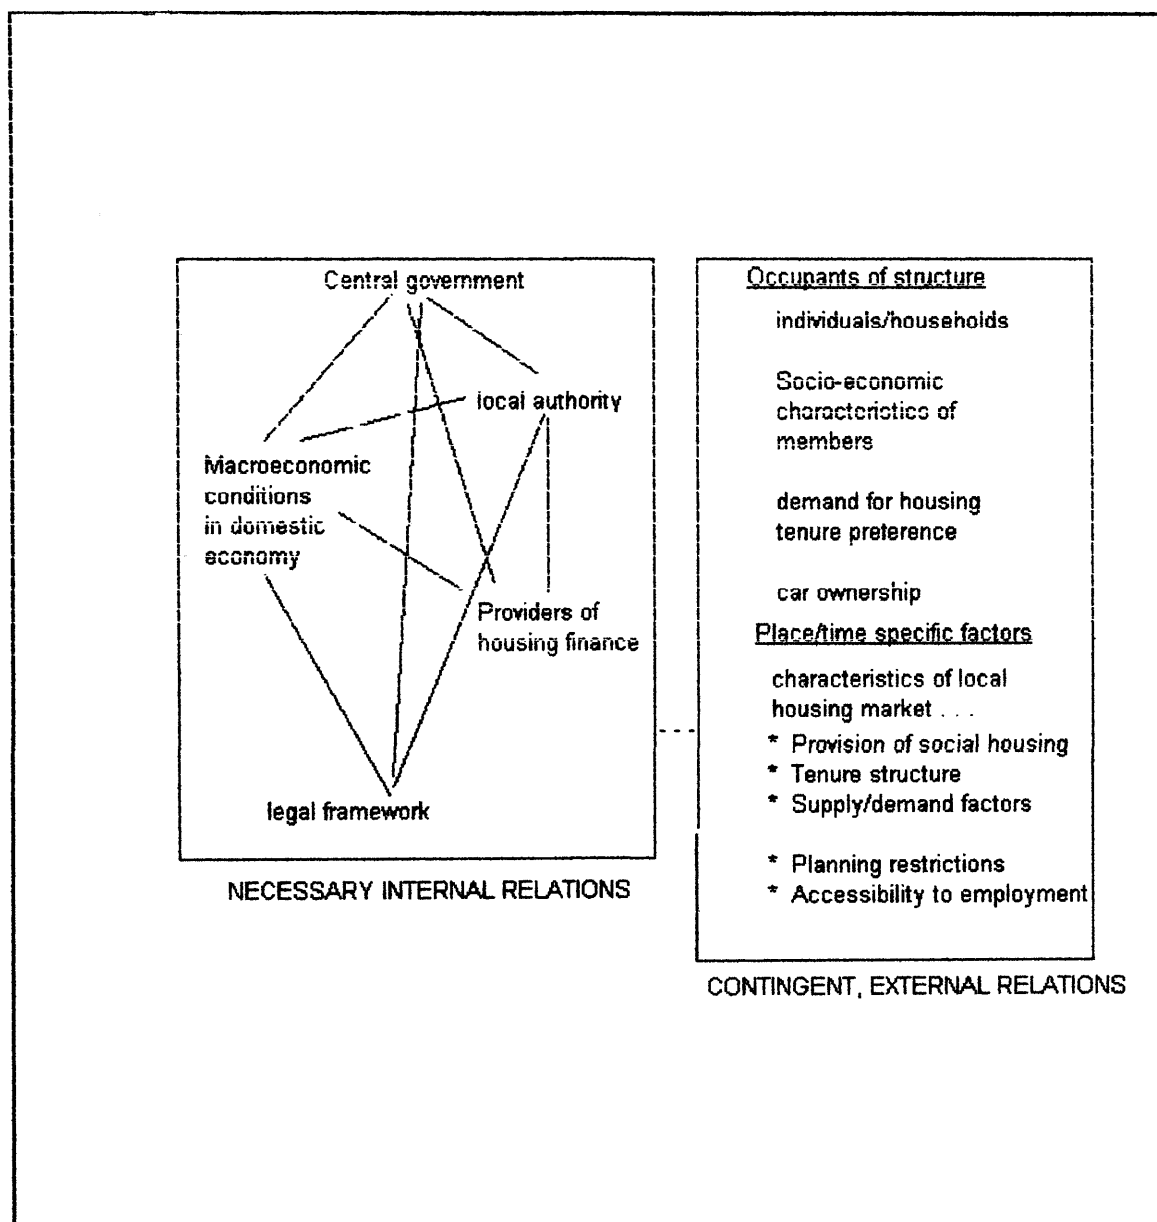 Central government
local authority
Macroeconomic
conditions
in domestic
economy
Providers of
housing finance
legal framework
NECESSARY INTERNAL RELATIONS
Occupants of structure
individuals/households
Socio-economic
characteristics of
members
demand for housing
tenure preference
car ownership
Place/time specific factors
characteristics of local
housing market . . .
* Provision of social housing
* Tenure structure
* Supply/demand factors
* Planning restrictions
* Accessibility to employment
CONTINGENT, EXTERNAL RELATIONS